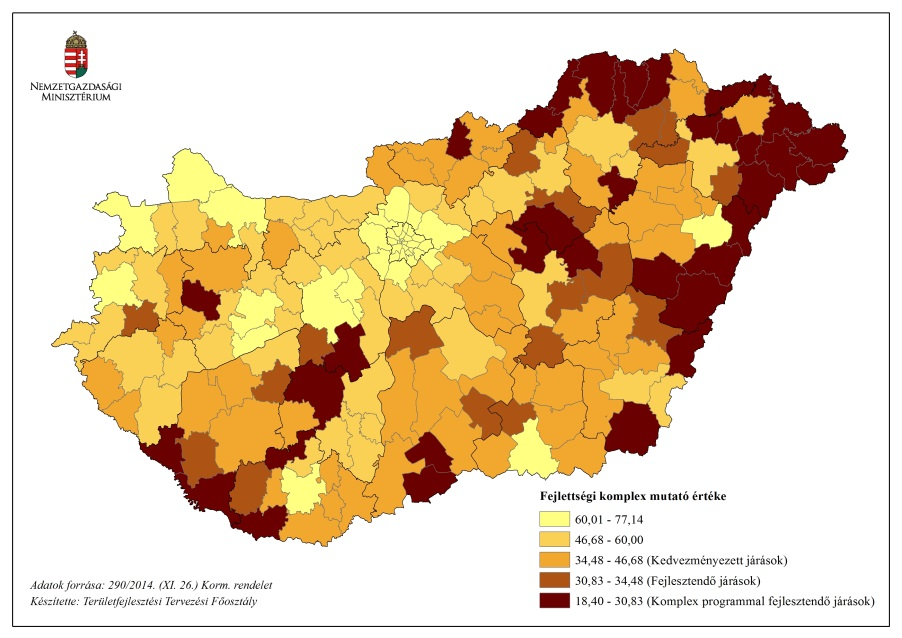 NEMZETGAZDASÁGI
MINISZTÉRIUM
Fejlettségi komplex mutató értéke
60,01 - 77,14
46,68 - 60,00
34,48 - 46,68 (Kedvezményezett járások)
30,83 - 34,48 (Fejlesztendő járások)
18,40 - 30,83 (Komplex programmal fejlesztendő járások)
Adatok forrása: 290/2014. (XI. 26.) Korm. rendelet
Készítette: Területfejlesztési Tervezési Főosztály